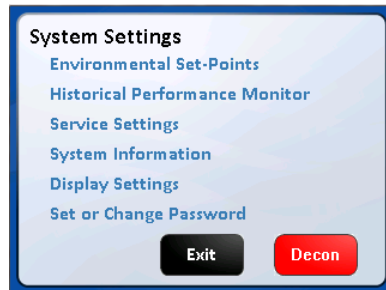 System Settings
Environmental Set-Points
Historical Performance Monitor
Service Settings
System Information
Display Settings
Set or Change Password
Exit Decon